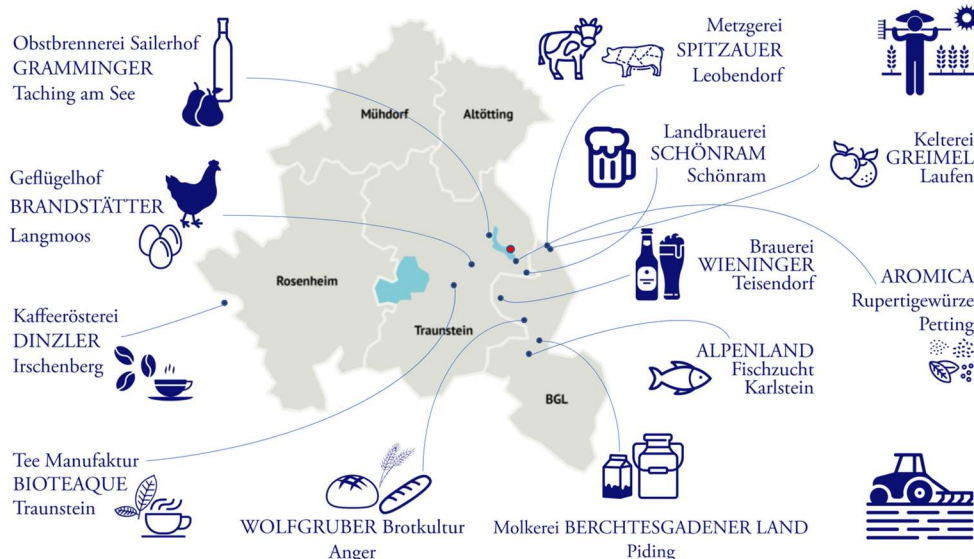 Obstbrennerei Sailerhof
GRAMMINGER
Taching am See
Metzgerei
SPITZAUER
Leobendorf
Mühdorf
Altötting
Landbrauerei
SCHÖNRAM
Schönram
Kelterei
GREIMEL
Laufen
Geflügelhof
BRANDSTÄTTER
Langmoos
Brauerei
WIENINGER
Teisendorf
AROMICA
Rupertigewürze
Petting
Rosenheim
Kaffeerösterei
DINZLER
Irschenberg
Traunstein
ALPENLAND
Fischzucht
Karlstein
BGL
Tee Manufaktur
BIOTEAQUE
Traunstein
WOLFGRUBER Brotkultur
Anger
Molkerei BERCHTESGADENER LAND
Piding